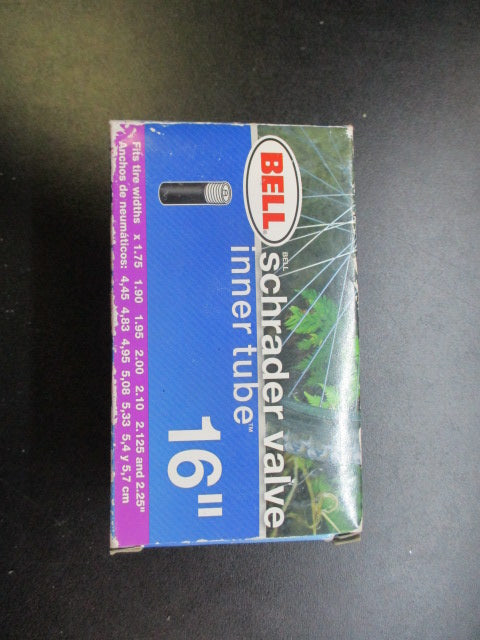 BELL
BELL
schrader valve
inner tube™
16"
Fits tire widths x 1.75 1.90 1.95 2.00 2.10 2.125 and 2.25"
Anchos de neumáticos: 4,45 4,83 4,95 5,08 5,33 5,4 y 5,7 cm